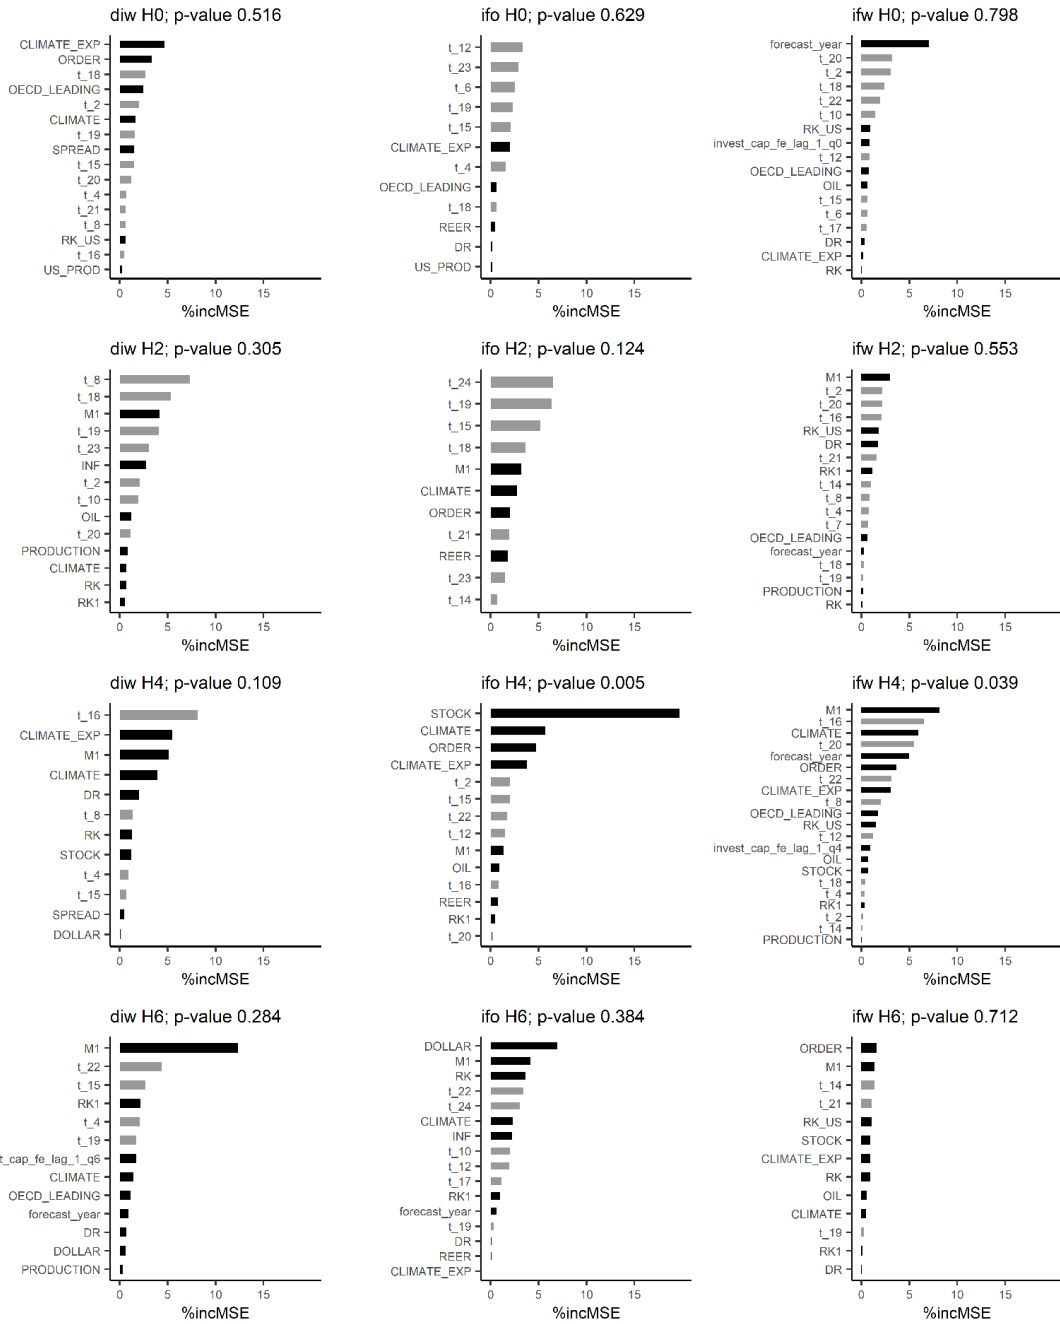 diw H0; p-value 0.516
CLIMATE_EXP
ORDER
t_18
OECD_LEADING
t_2
CLIMATE
t_19
SPREAD
t_15
t_20
t_4
t_21
t_8
RK_US
t_16
US_PROD
0 5 10 15
%incMSE
ifo H0; p-value 0.629
t_12
t_23
t_6
t_19
t_15
CLIMATE_EXP
t_4
OECD_LEADING
t_18
REER
DR
US_PROD
0 5 10 15
%incMSE
ifw H0; p-value 0.798
forecast_year
t_20
t_2
t_18
t_22
t_10
RK_US
invest_cap_fe_lag_1_q0
t_12
OECD_LEADING
OIL
t_15
t_6
t_17
DR
CLIMATE_EXP
RK
0 5 10 15
%incMSE
diw H2; p-value 0.305
t_8
t_18
M1
t_19
t_23
INF
t_2
t_10
OIL
t_20
PRODUCTION
CLIMATE
RK
RK1
0 5 10 15
%incMSE
ifo H2; p-value 0.124
t_24
t_19
t_15
t_18
M1
CLIMATE
ORDER
t_21
REER
t_23
t_14
0 5 10 15
%incMSE
ifw H2; p-value 0.553
M1
t_2
t_20
t_16
RK_US
DR
t_21
RK1
t_14
t_8
t_4
t_7
OECD_LEADING
forecast_year
t_18
t_19
PRODUCTION
RK
0 5 10 15
%incMSE
diw H4; p-value 0.109
t_16
CLIMATE_EXP
M1
CLIMATE
DR
t_8
RK
STOCK
t_4
t_15
SPREAD
DOLLAR
0 5 10 15
%incMSE
ifo H4; p-value 0.005
STOCK
CLIMATE
ORDER
CLIMATE_EXP
t_2
t_15
t_22
t_12
M1
OIL
t_16
REER
RK1
t_20
0 5 10 15
%incMSE
ifw H4; p-value 0.039
M1
t_16
CLIMATE
t_20
forecast_year
ORDER
t_22
CLIMATE_EXP
t_8
OECD_LEADING
RK_US
t_12
invest_cap_fe_lag_1_q4
OIL
STOCK
t_18
t_4
RK1
t_2
t_14
PRODUCTION
0 5 10 15
%incMSE
diw H6; p-value 0.284
M1
t_22
t_15
RK1
t_4
t_19
t_cap_fe_lag_1_q6
CLIMATE
OECD_LEADING
forecast_year
DR
DOLLAR
PRODUCTION
0 5 10 15
%incMSE
ifo H6; p-value 0.384
DOLLAR
M1
RK
t_22
t_24
CLIMATE
INF
t_10
t_12
t_17
RK1
forecast_year
t_19
DR
REER
CLIMATE_EXP
0 5 10 15
%incMSE
ifw H6; p-value 0.712
ORDER
M1
t_14
t_21
RK_US
STOCK
CLIMATE_EXP
RK
OIL
CLIMATE
t_19
RK1
DR
0 5 10 15
%incMSE